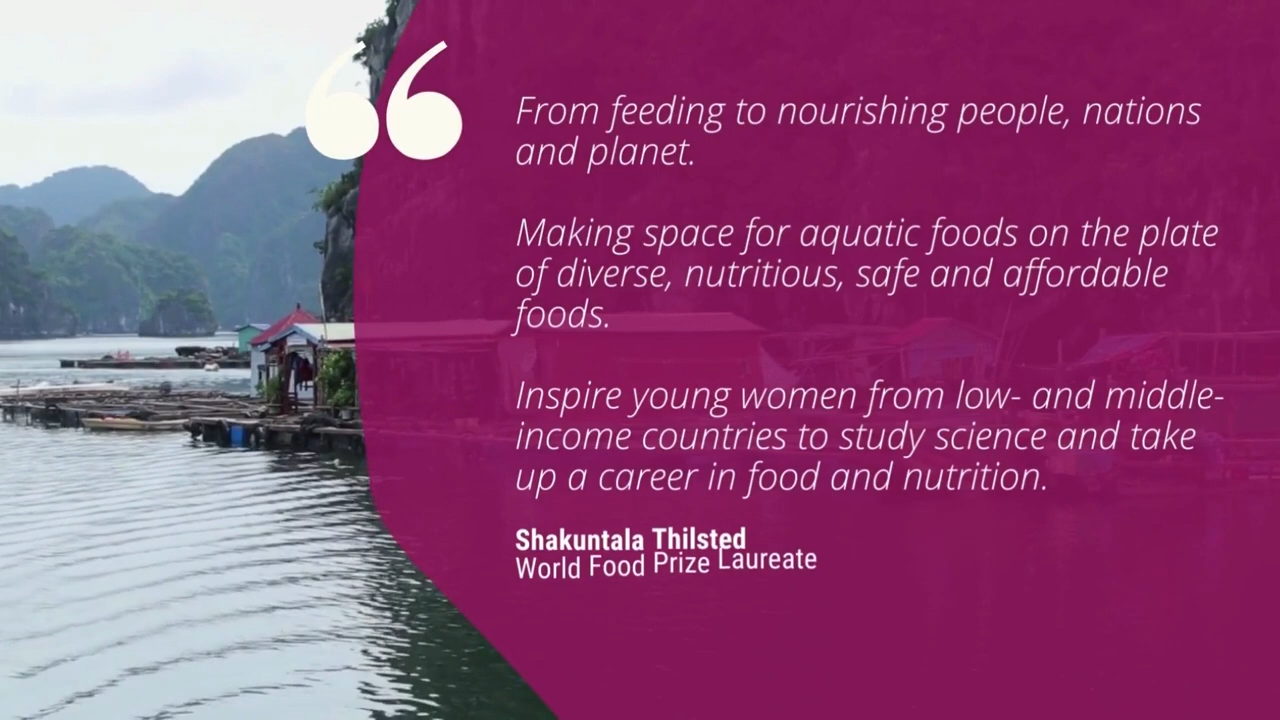 “
From feeding to nourishing people, nations
and planet.
Making space for aquatic foods on the plate
of diverse, nutritious, safe and affordable
foods.
Inspire young women from low- and middle-
income countries to study science and take
up a career in food and nutrition.
Shakuntala Thilsted
World Food Prize Laureate